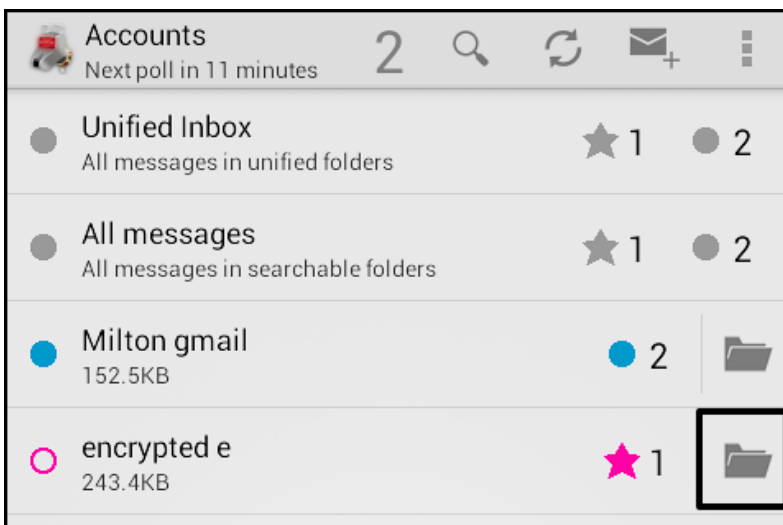 Accounts
Next poll in 11 minutes
2
Unified Inbox
All messages in unified folders
1
2
All messages
All messages in searchable folders
1
2
Milton gmail
152.5KB
2
encrypted e
243.4KB
1